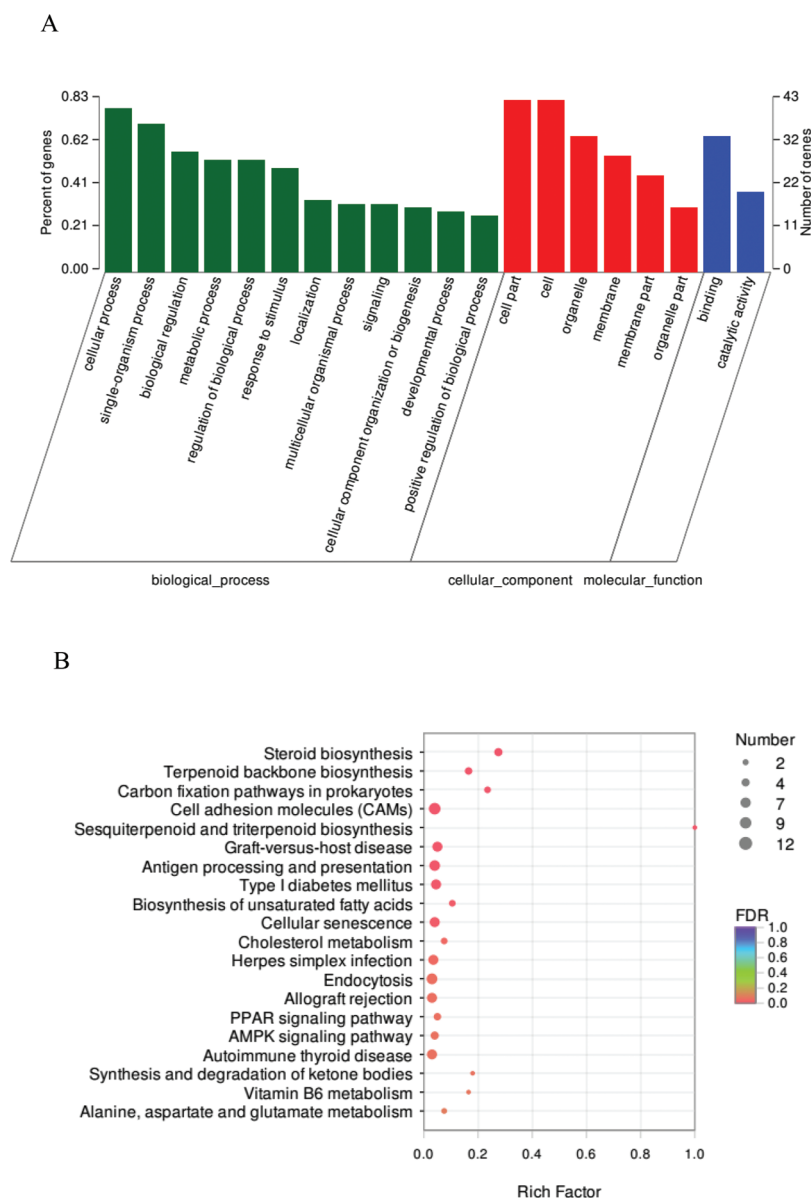 A
0.83
0.62
0.41
0.21
0.00
Percent of genes
43
32
22
11
0
Number of genes
cellular process
single-organism process
biological regulation
metabolic process
regulation of biological process
response to stimulus
localization
multicellular organismal process
signaling
cellular component organization or biogenesis
developmental process
positive regulation of biological process
cell part
cell
organelle
membrane
membrane part
organelle part
binding
catalytic activity
biological_process
cellular_component
molecular_function
B
Steroid biosynthesis
Terpenoid backbone biosynthesis
Carbon fixation pathways in prokaryotes
Cell adhesion molecules (CAMs)
Sesquiterpenoid and triterpenoid biosynthesis
Graft-versus-host disease
Antigen processing and presentation
Type I diabetes mellitus
Biosynthesis of unsaturated fatty acids
Cellular senescence
Cholesterol metabolism
Herpes simplex infection
Endocytosis
Allograft rejection
PPAR signaling pathway
AMPK signaling pathway
Autoimmune thyroid disease
Synthesis and degradation of ketone bodies
Vitamin B6 metabolism
Alanine, aspartate and glutamate metabolism
0.0 0.2 0.4 0.6 0.8 1.0
Rich Factor
Number
2
4
7
9
12
FDR
1.0
0.8
0.6
0.4
0.2
0.0